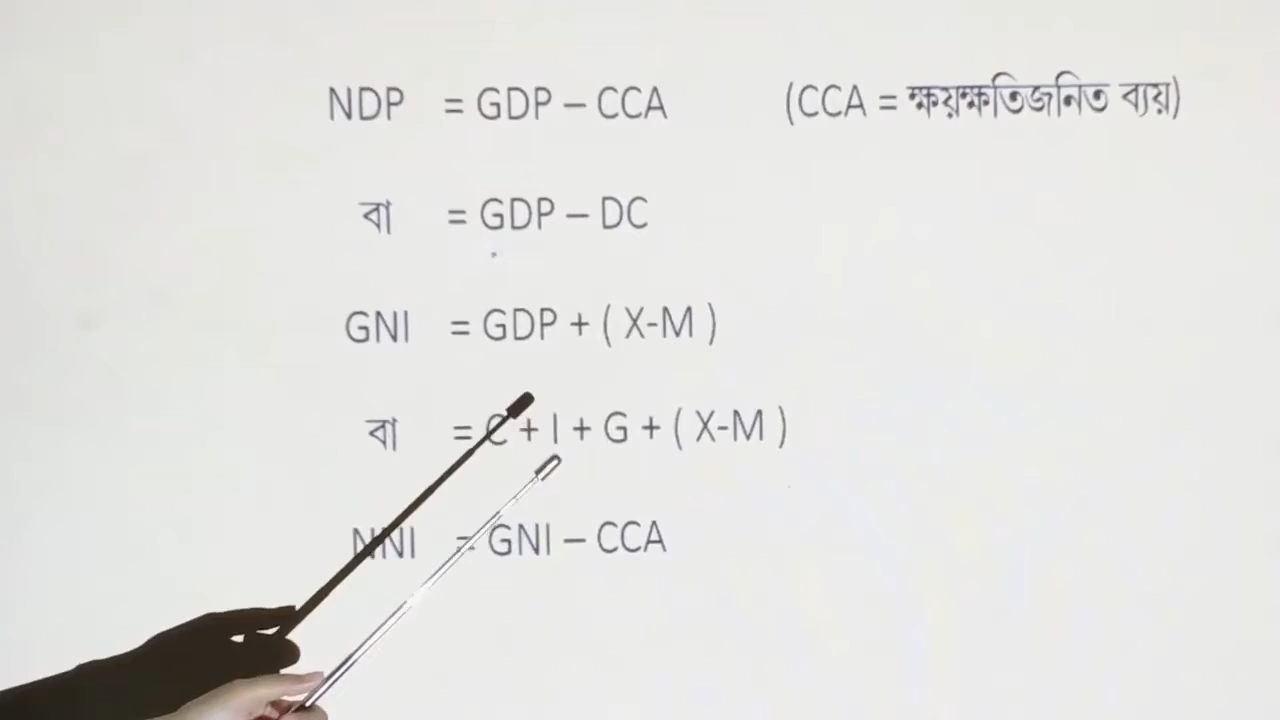 NDP = GDP – CCA (CCA = ক্ষয়ক্ষতিজনিত ব্যয়)
বা = GDP – DC
GNI = GDP + ( X-M )
বা = C + I + G + ( X-M )
NNI = GNI – CCA